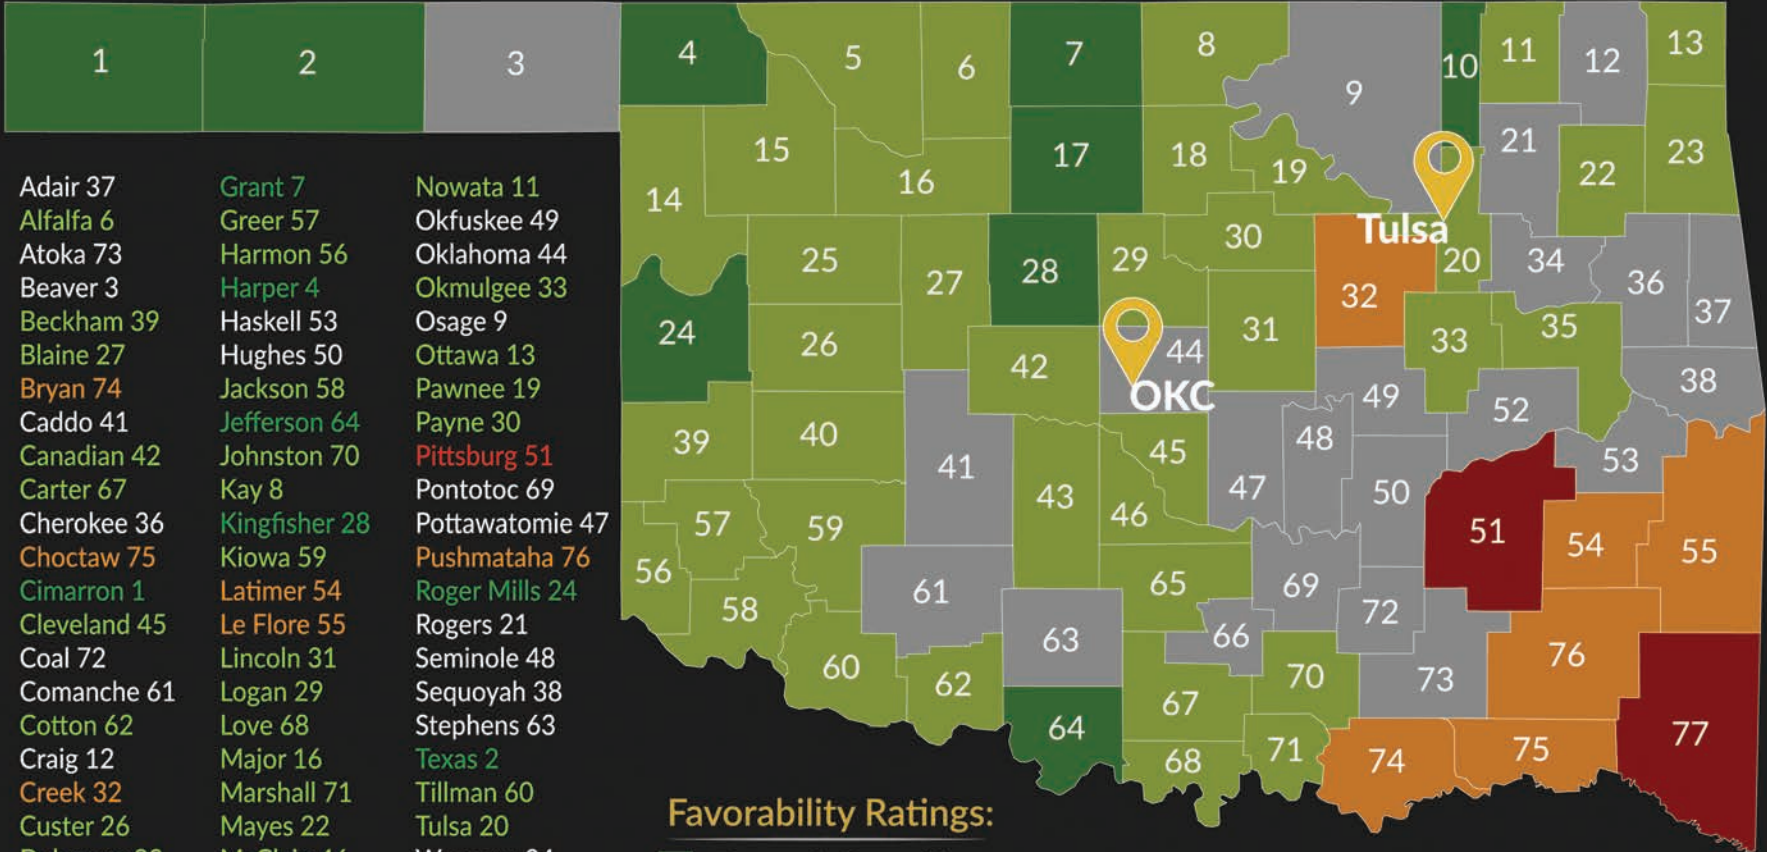 1
2
3
4
5
6
7
8
9
10
11
12
13
14
15
16
17
18
19
20
21
22
23
24
25
26
27
28
29
30
31
32
33
34
35
36
37
38
39
40
41
42
43
44
45
46
47
48
49
50
51
52
53
54
55
56
57
58
59
60
61
62
63
64
65
66
67
68
69
70
71
72
73
74
75
76
77
Tulsa
OKC
Adair 37
Alfalfa 6
Atoka 73
Beaver 3
Beckham 39
Blaine 27
Bryan 74
Caddo 41
Canadian 42
Carter 67
Cherokee 36
Choctaw 75
Cimarron 1
Cleveland 45
Coal 72
Comanche 61
Cotton 62
Craig 12
Creek 32
Custer 26
Grant 7
Greer 57
Harmon 56
Harper 4
Haskell 53
Hughes 50
Jackson 58
Jefferson 64
Johnston 70
Kay 8
Kingfisher 28
Kiowa 59
Latimer 54
Le Flore 55
Lincoln 31
Logan 29
Love 68
Major 16
Marshall 71
Mayes 22
Nowata 11
Okfuskee 49
Oklahoma 44
Okmulgee 33
Osage 9
Ottawa 13
Pawnee 19
Payne 30
Pittsburg 51
Pontotoc 69
Pottawatomie 47
Pushmataha 76
Roger Mills 24
Rogers 21
Seminole 48
Sequoyah 38
Stephens 63
Texas 2
Tillman 60
Tulsa 20
Favorability Ratings: